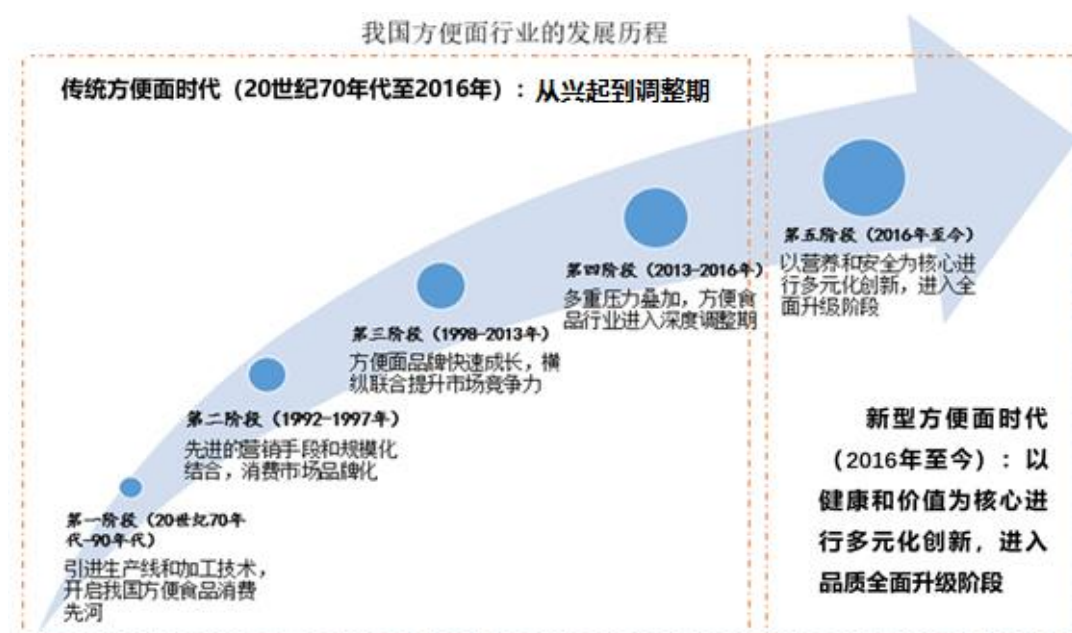 我国方便面行业的发展历程
传统方便面时代（20世纪70年代至2016年）：从兴起到调整期
第一阶段（20世纪70年
代-90年代）
引进生产线和加工技术，
开启我国方便食品消费
先河
第二阶段（1992-1997年）
先进的营销手段和规模化
结合，消费市场品牌化
第三阶段（1998-2013年）
方便面品牌快速成长，横
纵联合提升市场竞争力
第四阶段（2013-2016年）
多重压力叠加，方便食
品行业进入深度调整期
第五阶段（2016年至今）
以营养和安全为核心进
行多元化创新，进入全
面升级阶段
新型方便面时代
（2016年至今）：以
健康和价值为核心进
行多元化创新，进入
品质全面升级阶段